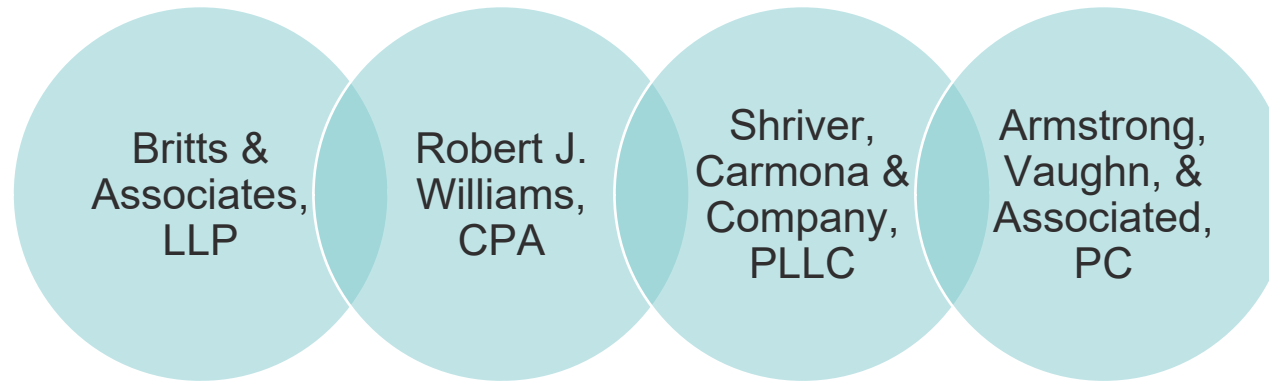 Britts &
Associates,
LLP
Robert J.
Williams,
CPA
Shriver,
Carmona &
Company,
PLLC
Armstrong,
Vaughn, &
Associated,
PC